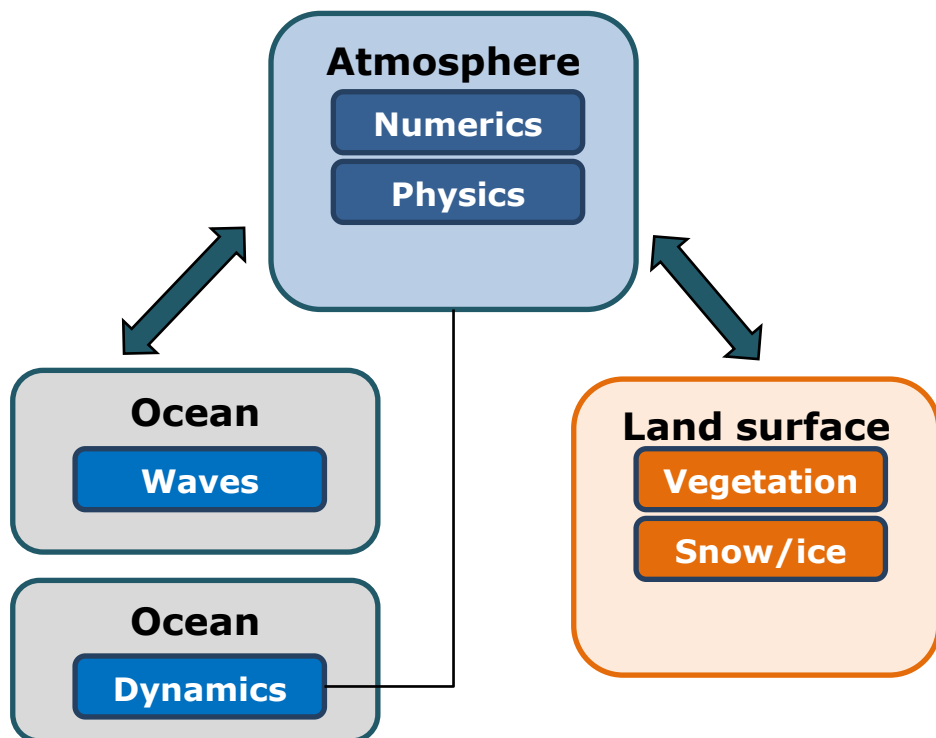 Atmosphere
Numerics
Physics
Ocean
Waves
Ocean
Dynamics
Land surface
Vegetation
Snow/ice